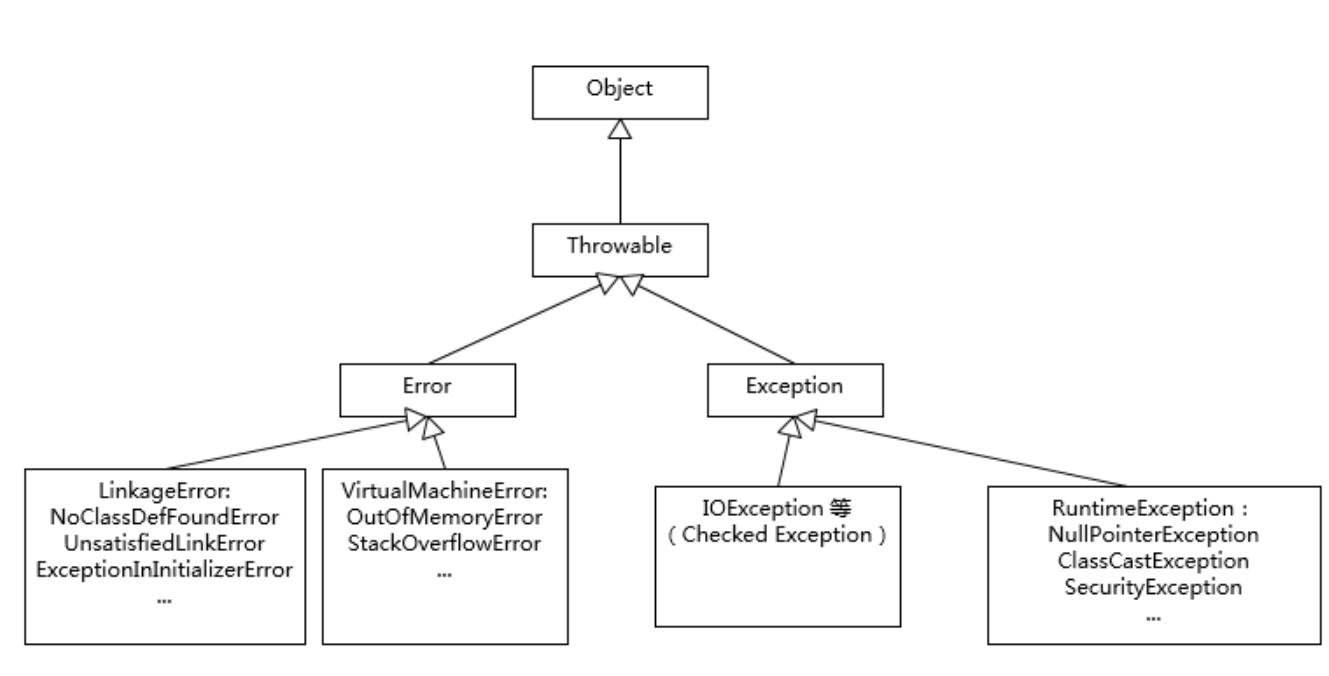 Object
Throwable
Error
Exception
LinkageError:
NoClassDefFoundError
UnsatisfiedLinkError
ExceptionInInitializerError
...
VirtualMachineError:
OutOfMemoryError
StackOverflowError
...
IOException 等
( Checked Exception )
RuntimeException :
NullPointerException
ClassCastException
SecurityException
...